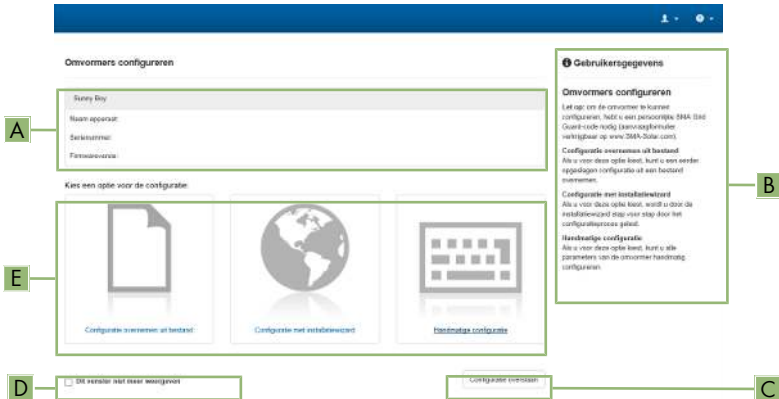 Omvormers configureren
Sunny Boy
Naam apparaat:
Serienummer:
Firmwareversie:
A
Kies een optie voor de configuratie:
E
Configuratie overnemen uit bestand
Configuratie met installatiewizard
Handmatige configuratie
D
Dit venster niet meer weergeven
Configuratie overslaan
C
Gebruikersgegevens
Omvormers configureren
Let op: om de omvormer te kunnen
configureren, hebt u een persoonlijke SMA Grid
Guard-code nodig (aanvraagformulier
verkrijgbaar op www.SMA-Solar.com).
Configuratie overnemen uit bestand
Als u voor deze optie kiest, kunt u een eerder
opgeslagen configuratie uit een bestand
overnemen.
Configuratie met installatiewizard
Als u voor deze optie kiest, wordt u door de
installatiewizard stap voor stap door het
configuratieproces geleid.
Handmatige configuratie
Als u voor deze optie kiest, kunt u alle
parameters van de omvormer handmatig
configureren.
B